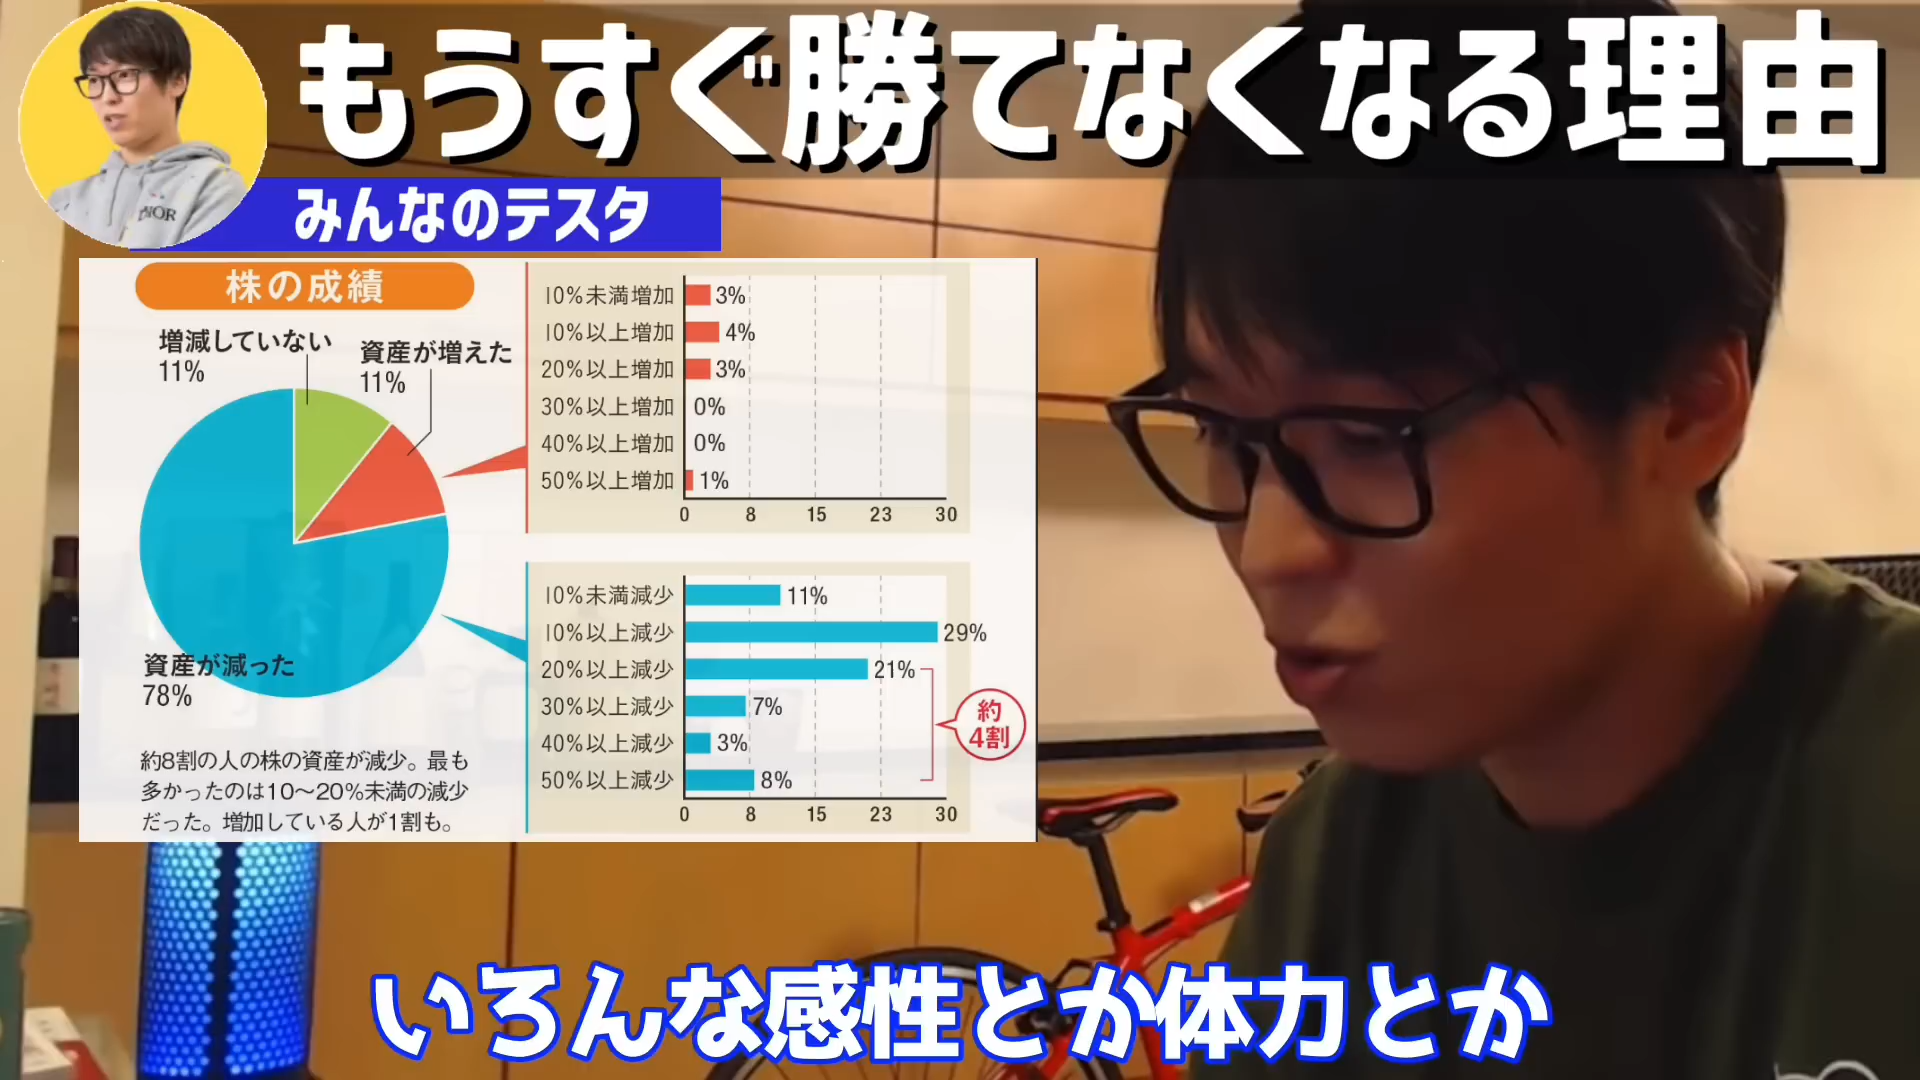 もうすぐ勝てなくなる理由
みんなのテスタ
株の成績
増減していない
11%
資産が増えた
11%
資産が減った
78%
約8割の人の株の資産が減少。最も
多かったのは10〜20%未満の減少
だった。増加している人が1割も。
10%未満増加 3%
10%以上増加 4%
20%以上増加 3%
30%以上増加 0%
40%以上増加 0%
50%以上増加 1%
0 8 15 23 30
10%未満減少 11%
10%以上減少 29%
20%以上減少 21%
30%以上減少 7%
40%以上減少 3%
50%以上減少 8%
0 8 15 23 30
約
4割
いろんな感性とか体力とか